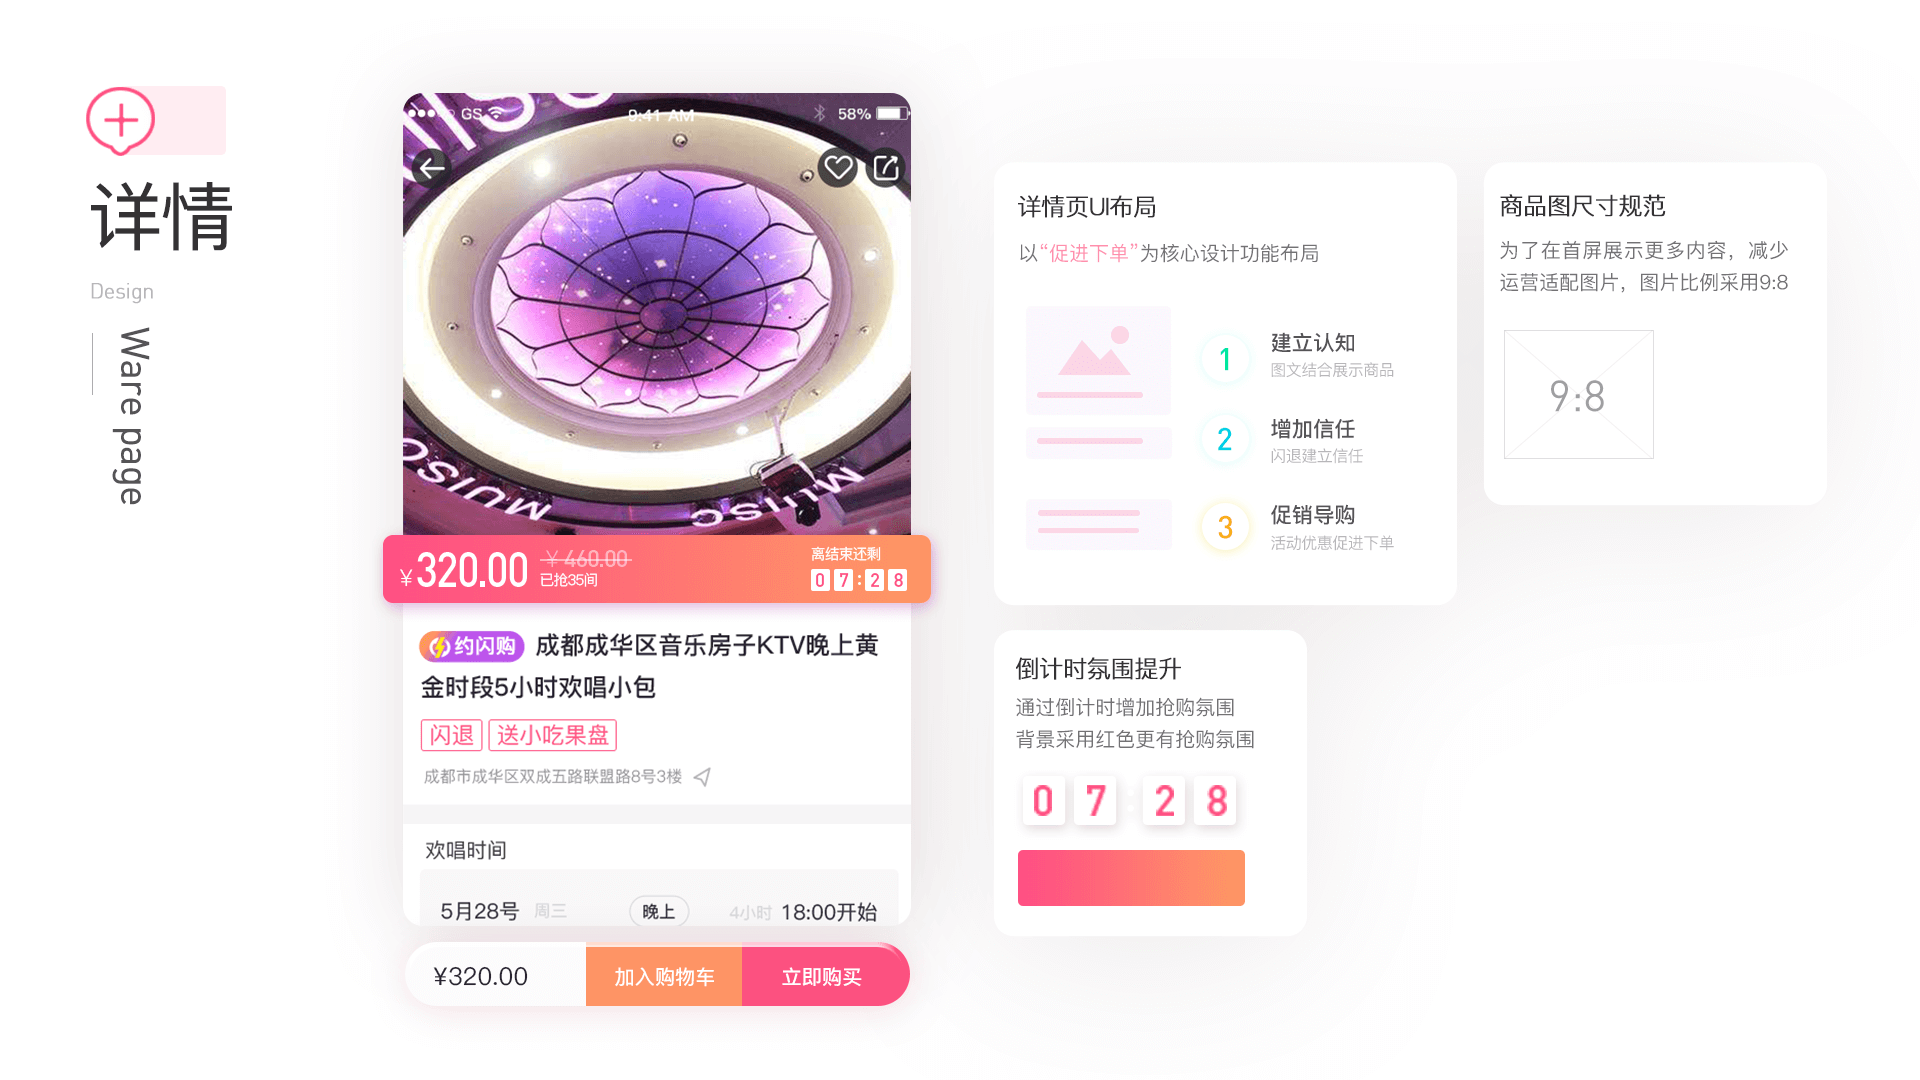 详情
Design
Ware page
GS
9:41 AM
58%
MUISC
MUISC
¥320.00
¥460.00
已抢35间
离结束还剩
07:28
约闪购 成都成华区音乐房子KTV晚上黄
金时段5小时欢唱小包
闪退 送小吃果盘
成都市成华区双成五路联盟路8号3楼
欢唱时间
5月28号 周三 晚上 4小时 18:00开始
¥320.00 加入购物车 立即购买
详情页UI布局
以“促进下单”为核心设计功能布局
1 建立认知
图文结合展示商品
2 增加信任
闪退建立信任
3 促销导购
活动优惠促进下单
商品图尺寸规范
为了在首屏展示更多内容，减少
运营适配图片，图片比例采用9:8
9:8
倒计时氛围提升
通过倒计时增加抢购氛围
背景采用红色更有抢购氛围
07:28